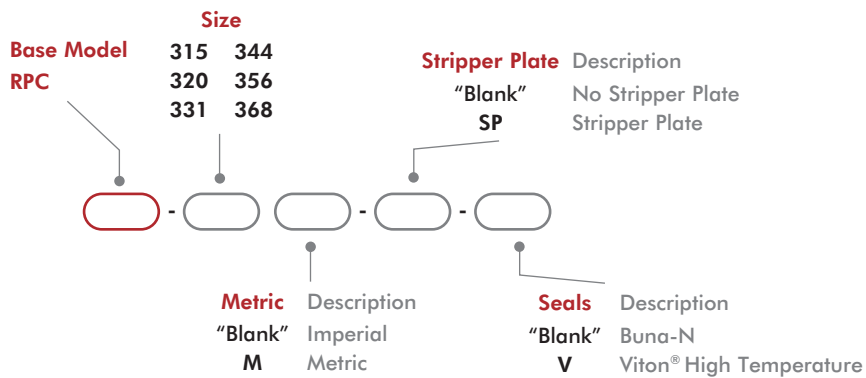 Size
Base Model 315 344
RPC 320 356
331 368
Stripper Plate Description
“Blank” No Stripper Plate
SP Stripper Plate
- - -
Metric Description
“Blank” Imperial
M Metric
Seals Description
“Blank” Buna-N
V Viton® High Temperature